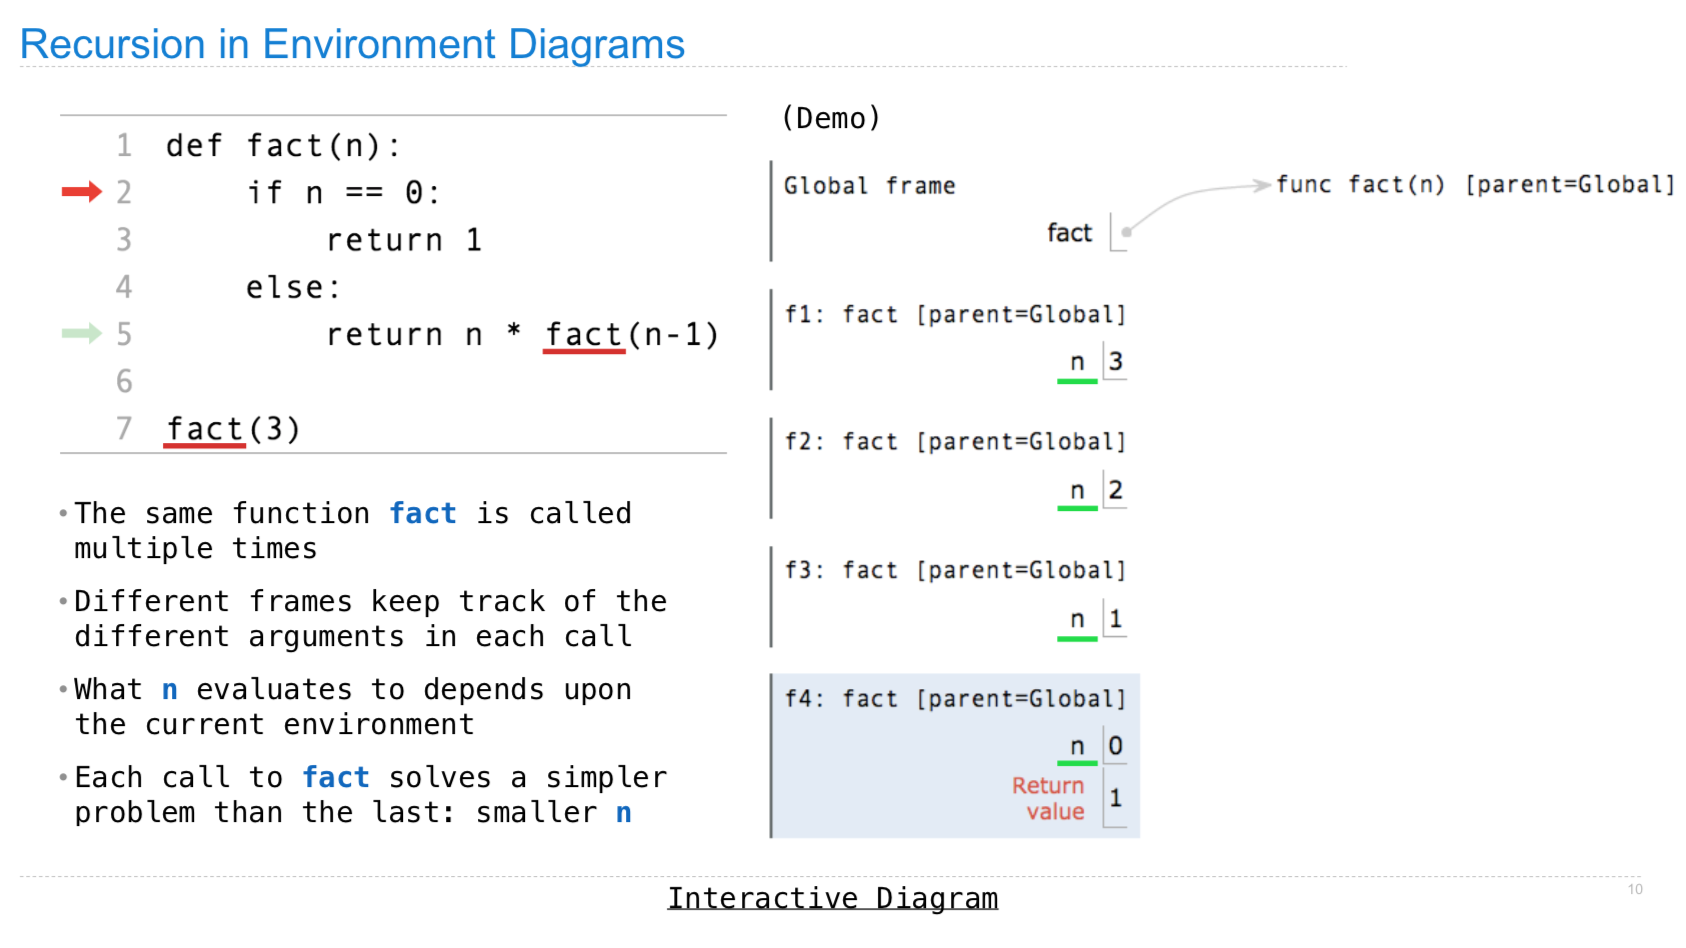 Recursion in Environment Diagrams
1 def fact(n):
2     if n == 0:
3         return 1
4     else:
5         return n * fact(n-1)
6
7 fact(3)
• The same function fact is called
multiple times
• Different frames keep track of the
different arguments in each call
• What n evaluates to depends upon
the current environment
• Each call to fact solves a simpler
problem than the last: smaller n
(Demo)
Global frame
fact
func fact(n) [parent=Global]
f1: fact [parent=Global]
n 3
f2: fact [parent=Global]
n 2
f3: fact [parent=Global]
n 1
f4: fact [parent=Global]
n 0
Return
value 1
Interactive Diagram
10